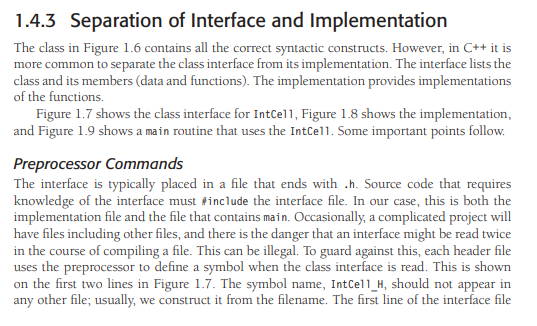 1.4.3 Separation of Interface and Implementation
The class in Figure 1.6 contains all the correct syntactic constructs. However, in C++ it is
more common to separate the class interface from its implementation. The interface lists the
class and its members (data and functions). The implementation provides implementations
of the functions.
Figure 1.7 shows the class interface for IntCell, Figure 1.8 shows the implementation,
and Figure 1.9 shows a main routine that uses the IntCell. Some important points follow.
Preprocessor Commands
The interface is typically placed in a file that ends with .h. Source code that requires
knowledge of the interface must #include the interface file. In our case, this is both the
implementation file and the file that contains main. Occasionally, a complicated project will
have files including other files, and there is the danger that an interface might be read twice
in the course of compiling a file. This can be illegal. To guard against this, each header file
uses the preprocessor to define a symbol when the class interface is read. This is shown
on the first two lines in Figure 1.7. The symbol name, IntCell_H, should not appear in
any other file; usually, we construct it from the filename. The first line of the interface file